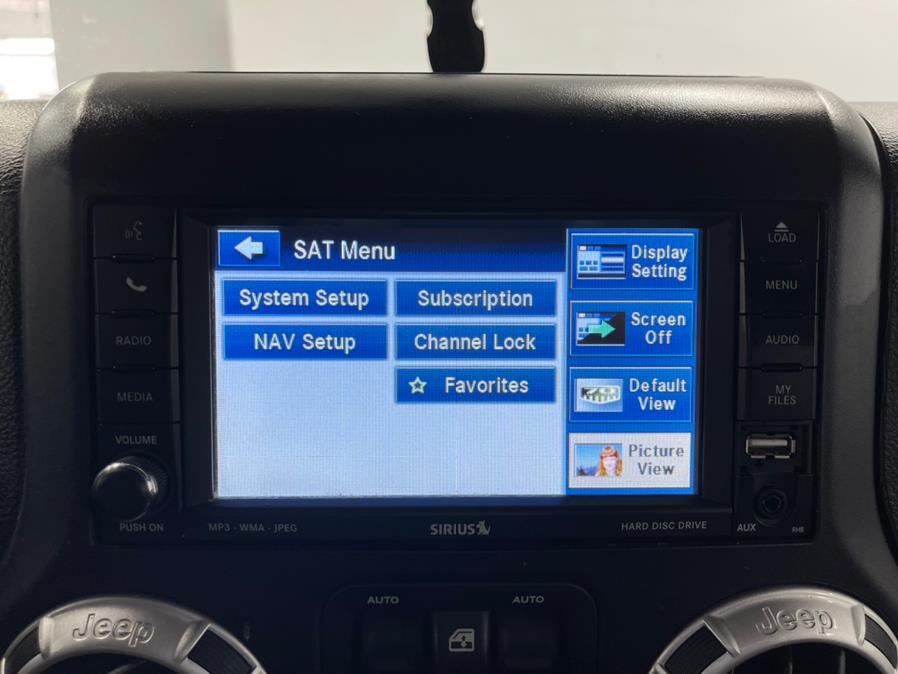 LOAD
SAT Menu
Display
Setting
MENU
System Setup
Subscription
Screen
Off
RADIO
NAV Setup
Channel Lock
AUDIO
MEDIA
☆ Favorites
Default
View
MY
FILES
VOLUME
Picture
View
PUSH ON
MP3 · WMA · JPEG
SIRIUS
HARD DISC DRIVE
AUX
RHB
AUTO
AUTO
Jeep
Jeep